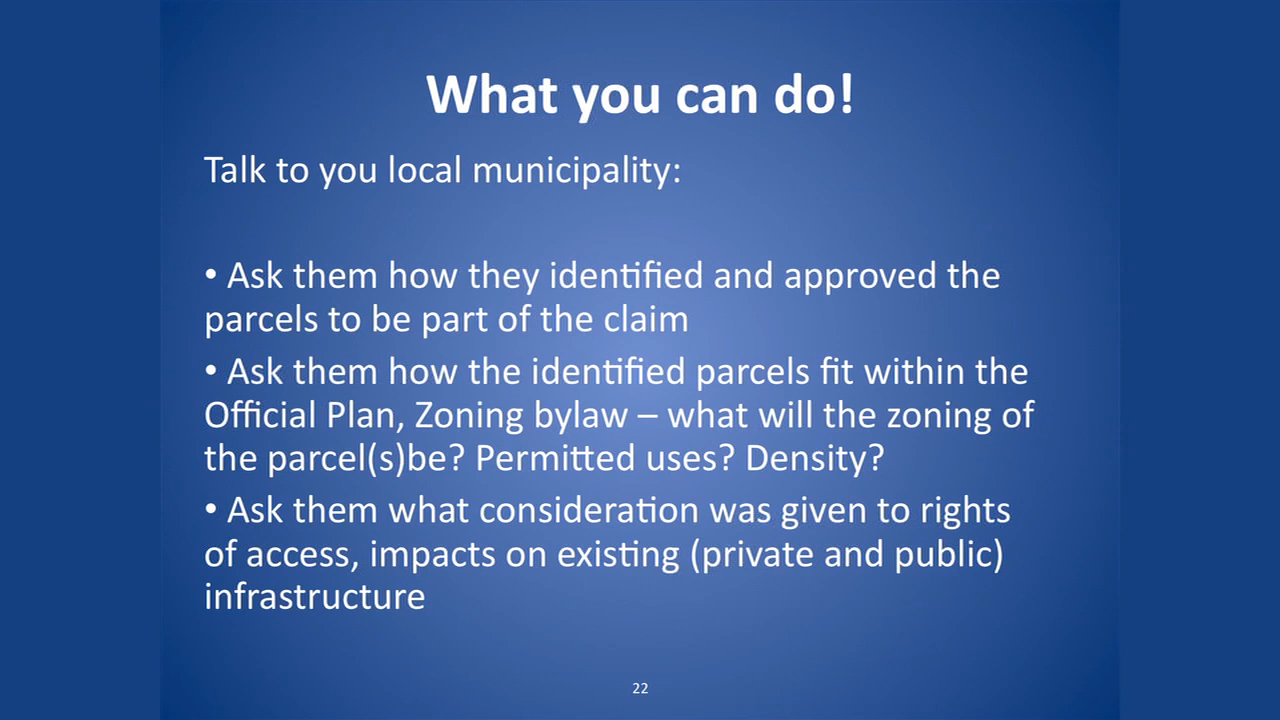 What you can do!
Talk to you local municipality:
• Ask them how they identified and approved the
parcels to be part of the claim
• Ask them how the identified parcels fit within the
Official Plan, Zoning bylaw – what will the zoning of
the parcel(s)be? Permitted uses? Density?
• Ask them what consideration was given to rights
of access, impacts on existing (private and public)
infrastructure
22